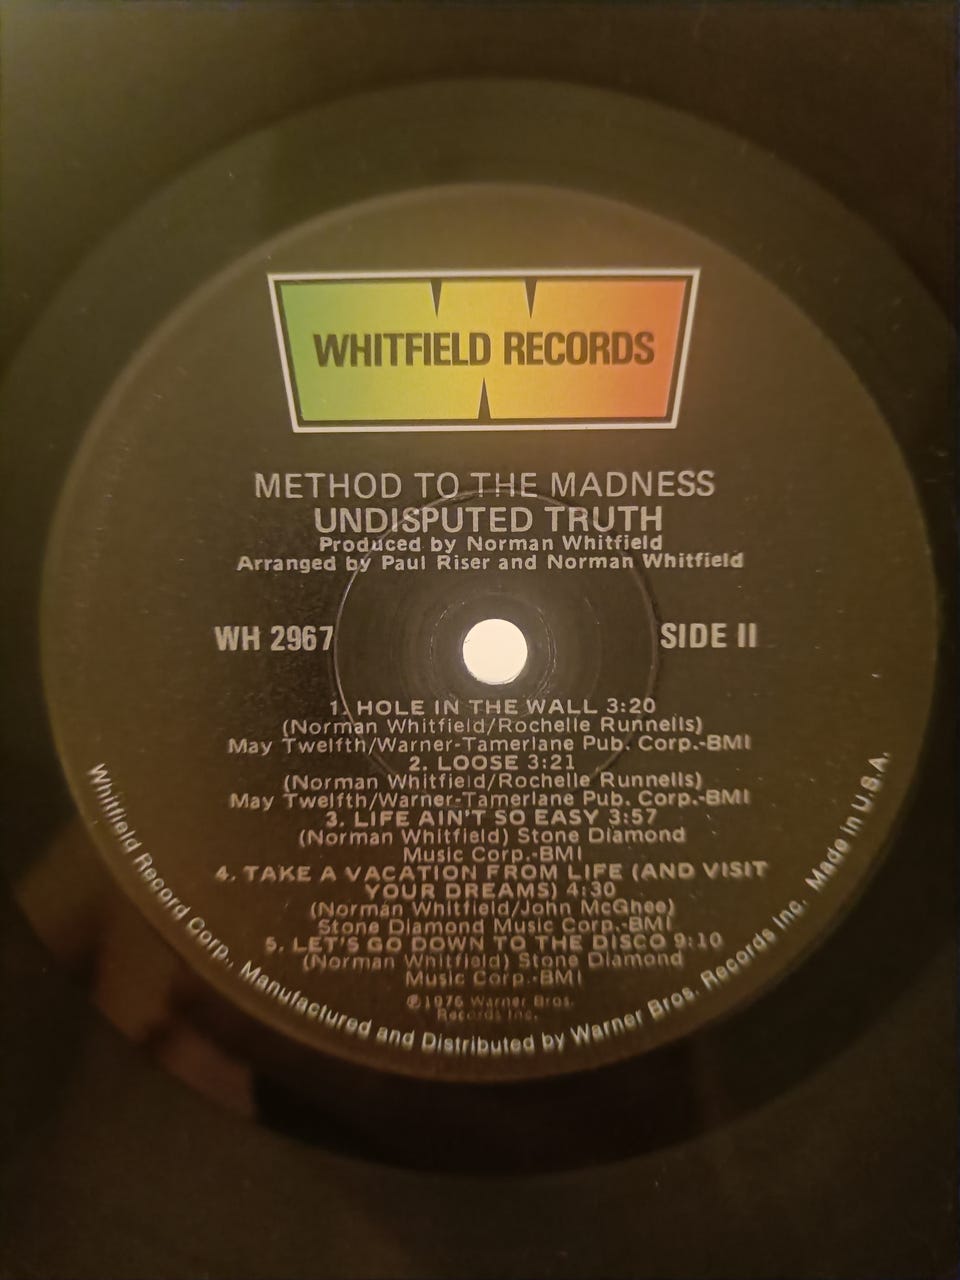 WHITFIELD RECORDS
METHOD TO THE MADNESS
UNDISPUTED TRUTH
Produced by Norman Whitfield
Arranged by Paul Riser and Norman Whitfield
WH 2967
SIDE II
1. HOLE IN THE WALL 3:20
(Norman Whitfield/Rochelle Runnells)
May Twelfth/Warner-Tamerlane Pub. Corp.-BMI
2. LOOSE 3:21
(Norman Whitfield/Rochelle Runnells)
May Twelfth/Warner-Tamerlane Pub. Corp.-BMI
3. LIFE AIN'T SO EASY 3:57
(Norman Whitfield) Stone Diamond
Music Corp.-BMI
4. TAKE A VACATION FROM LIFE (AND VISIT
YOUR DREAMS) 4:30
(Norman Whitfield/John McGhee)
Stone Diamond Music Corp.-BMI
5. LET'S GO DOWN TO THE DISCO 9:10
(Norman Whitfield) Stone Diamond
Music Corp.-BMI
℗1976 Warner Bros.
Records Inc.
Whitfield Record Corp., Manufactured and Distributed by Warner Bros. Records Inc. Made in U.S.A.